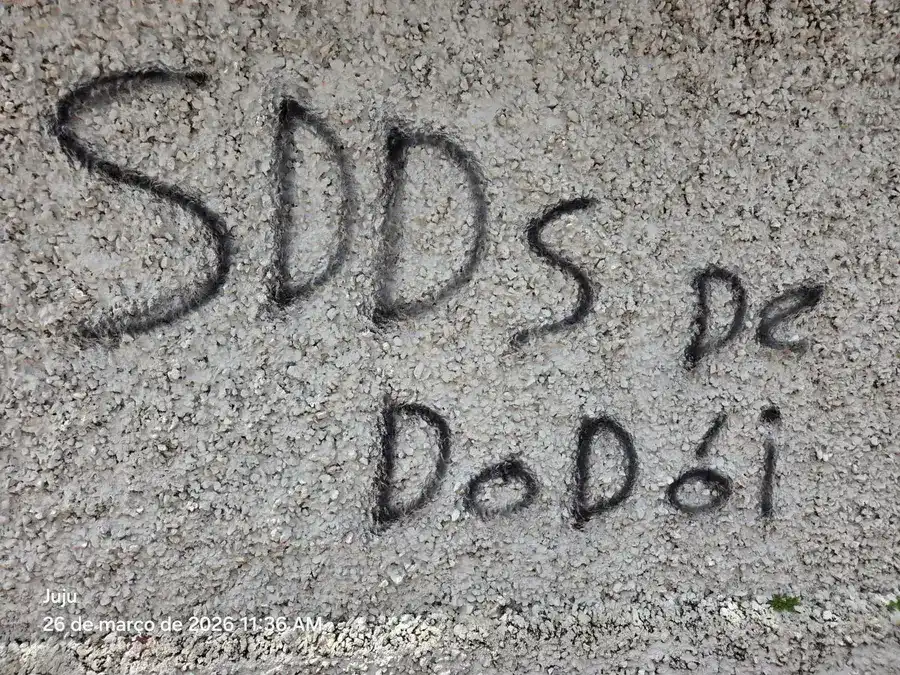 SDDs De
DoDói
Juju
26 de março de 2026 11:36 AM